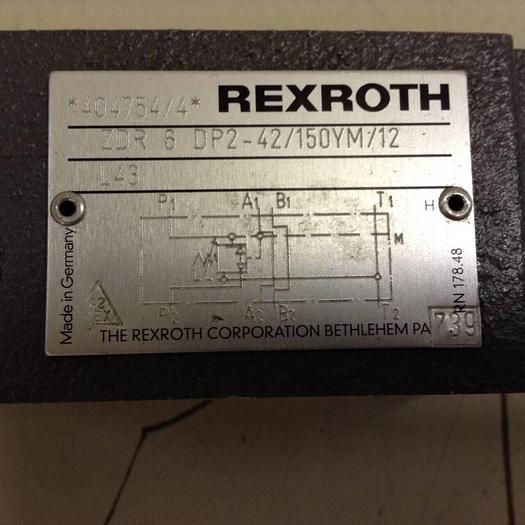 *404754/4* REXROTH
ZDR 6 DP2-42/150YM/12
L43
P1 A1 B1 T1 H
M
P2 A2 B2 T2
Made in Germany
RN 178.48
THE REXROTH CORPORATION BETHLEHEM PA 739